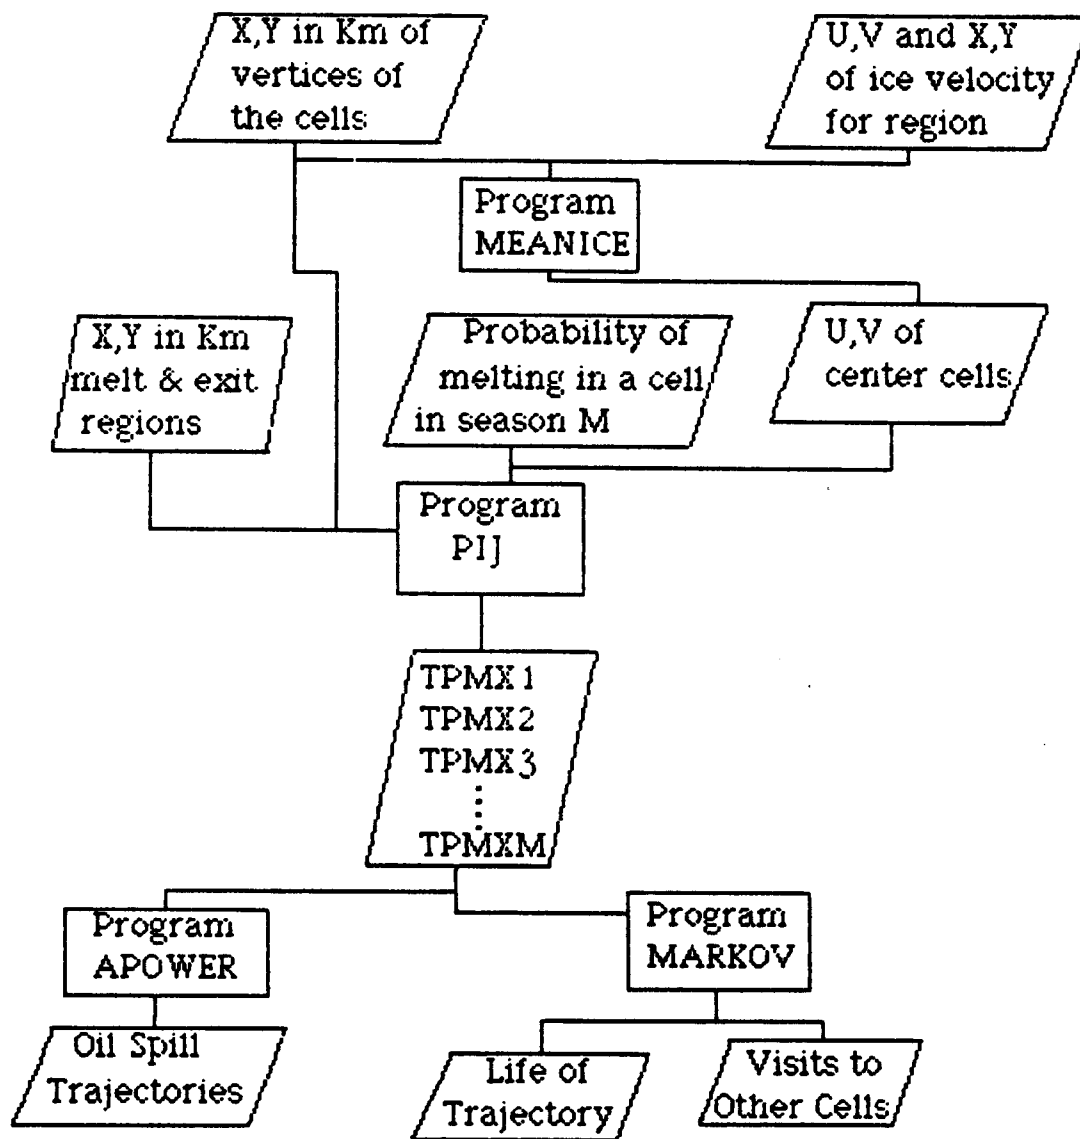 X,Y in Km of
vertices of
the cells
U,V and X,Y
of ice velocity
for region
Program
MEANICE
X,Y in Km
melt & exit
regions
Probability of
melting in a cell
in season M
U,V of
center cells
Program
PIJ
TPMX1
TPMX2
TPMX3
⋮
TPMXM
Program
APOWER
Program
MARKOV
Oil Spill
Trajectories
Life of
Trajectory
Visits to
Other Cells